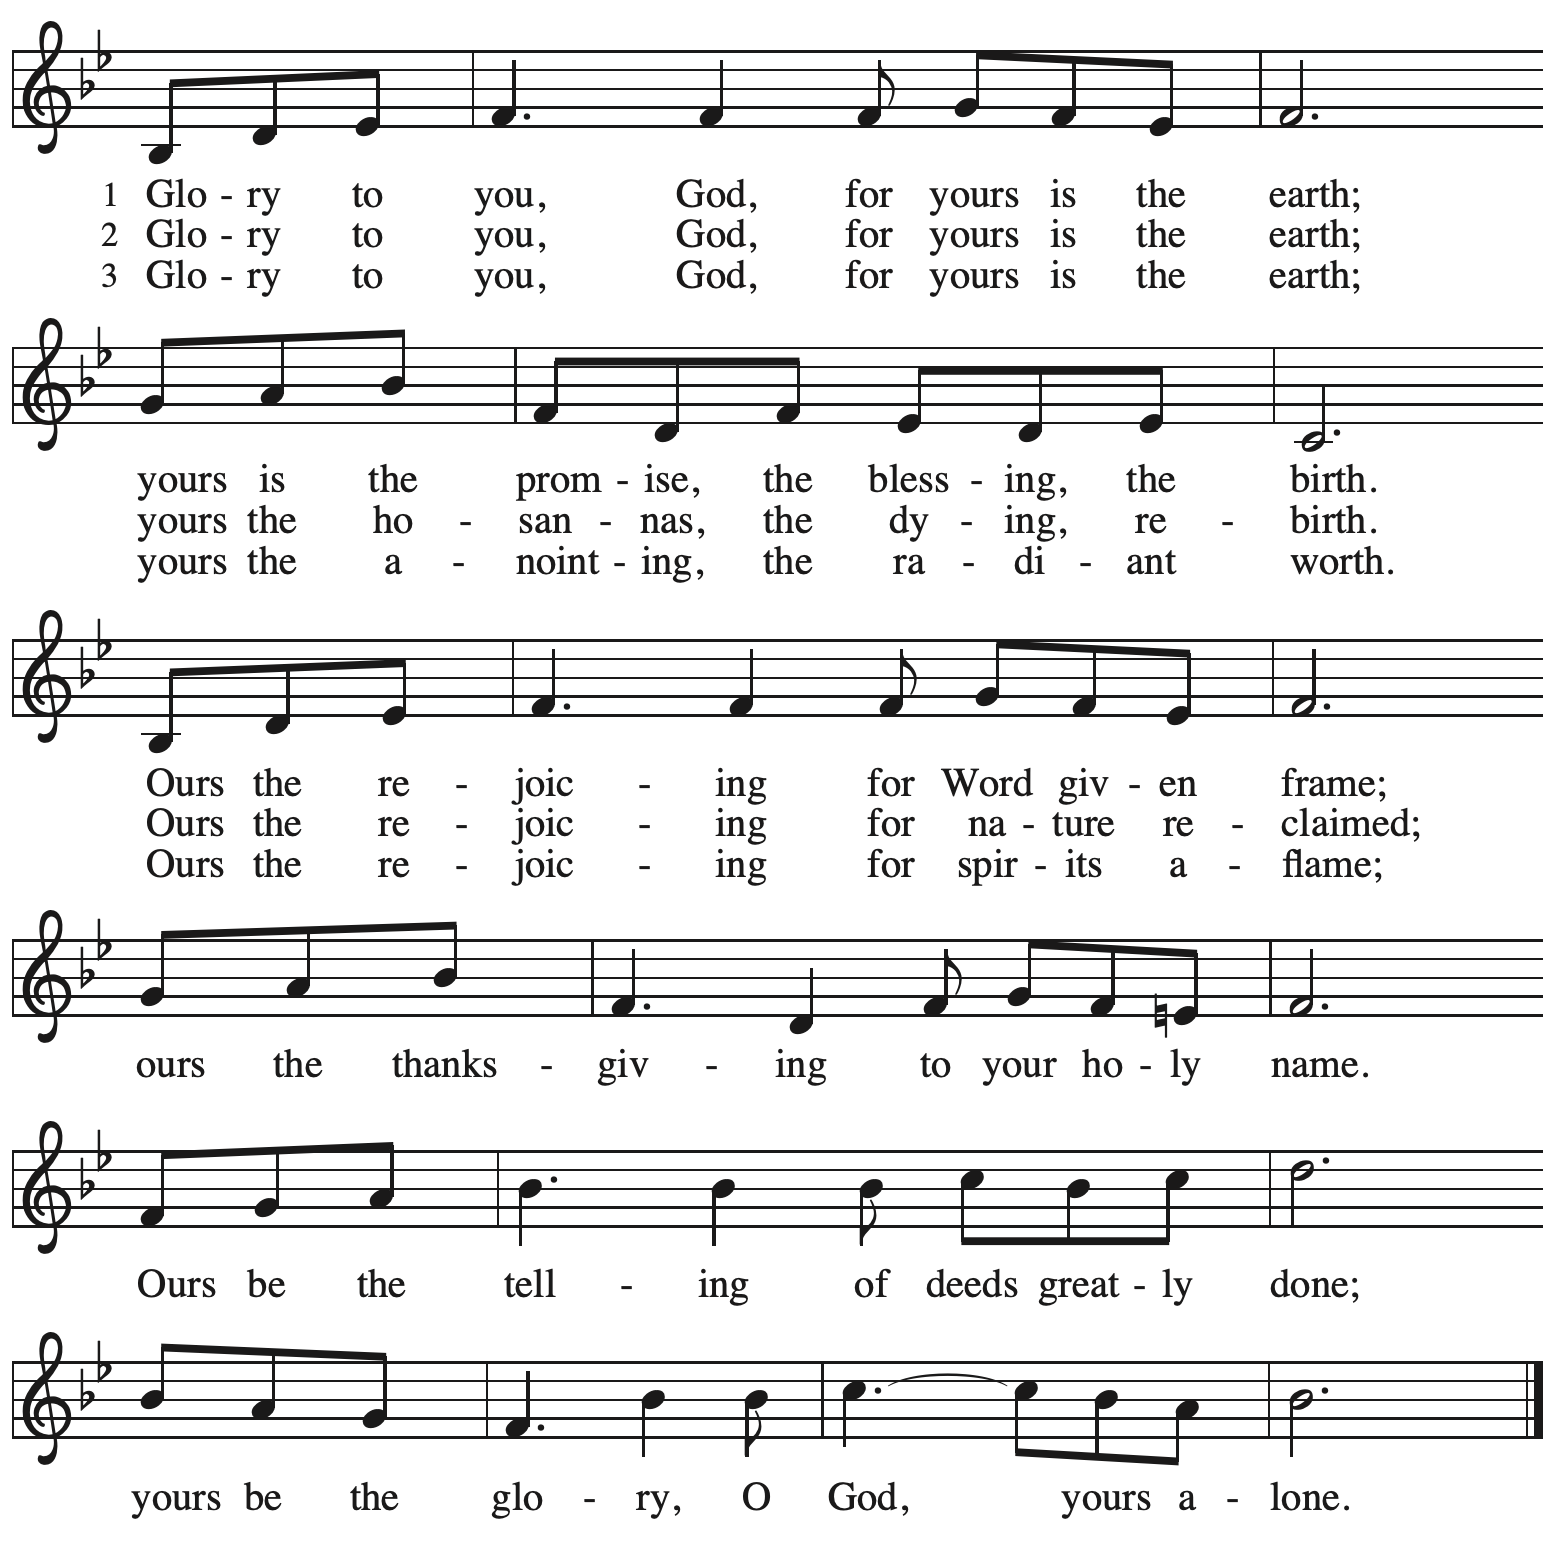 1 Glo - ry to you, God, for yours is the earth;
2 Glo - ry to you, God, for yours is the earth;
3 Glo - ry to you, God, for yours is the earth;
yours is the prom - ise, the bless - ing, the birth.
yours the ho - san - nas, the dy - ing, re - birth.
yours the a - noint - ing, the ra - di - ant worth.
Ours the re - joic - ing for Word giv - en frame;
Ours the re - joic - ing for na - ture re - claimed;
Ours the re - joic - ing for spir - its a - flame;
ours the thanks - giv - ing to your ho - ly name.
Ours be the tell - ing of deeds great - ly done;
yours be the glo - ry, O God, yours a - lone.